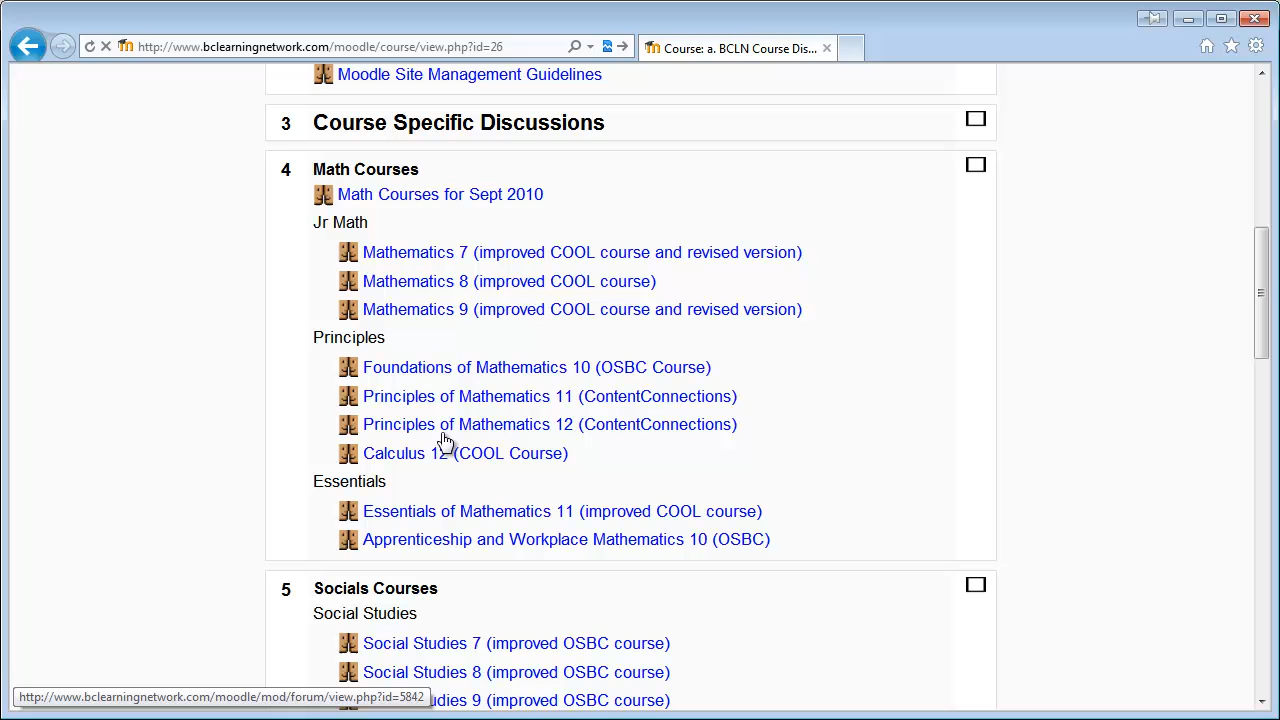 http://www.bclearningnetwork.com/moodle/course/view.php?id=26
Course: a. BCLN Course Dis...
Moodle Site Management Guidelines
3 Course Specific Discussions
4 Math Courses
Math Courses for Sept 2010
Jr Math
Mathematics 7 (improved COOL course and revised version)
Mathematics 8 (improved COOL course)
Mathematics 9 (improved COOL course and revised version)
Principles
Foundations of Mathematics 10 (OSBC Course)
Principles of Mathematics 11 (ContentConnections)
Principles of Mathematics 12 (ContentConnections)
Calculus 12 (COOL Course)
Essentials
Essentials of Mathematics 11 (improved COOL course)
Apprenticeship and Workplace Mathematics 10 (OSBC)
5 Socials Courses
Social Studies
Social Studies 7 (improved OSBC course)
Social Studies 8 (improved OSBC course)
udies 9 (improved OSBC course)
http://www.bclearningnetwork.com/moodle/mod/forum/view.php?id=5842